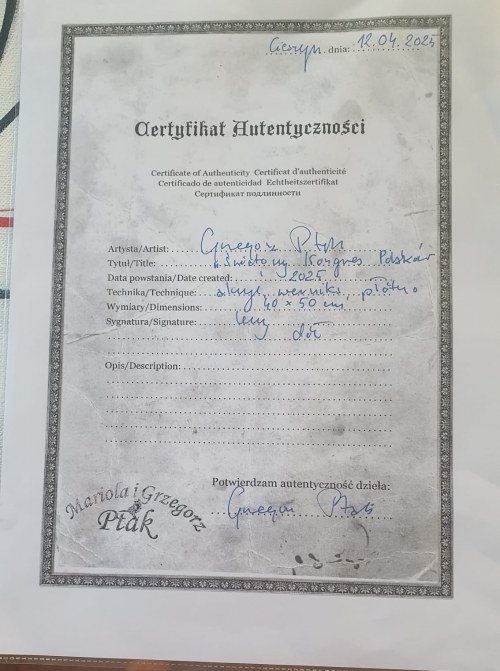 Cieszyn, dnia: 12.04.2025
Certyfikat Autentyczności
Certificate of Authenticity Certificat d'authenticité
Certificado de autenticidad Echtheitszertifikat
Сертификат подлинности
Artysta/Artist: Grzegorz Ptak
Tytuł/Title: "Światowy Kongres Polaków
Data powstania/Date created: 2025
Technika/Technique: akryl, werniks, płótno
Wymiary/Dimensions: 40 x 50 cm
Sygnatura/Signature: lewy dół
Opis/Description:
Potwierdzam autentyczność dzieła:
Grzegorz Ptak
Mariola i Grzegorz
Ptak